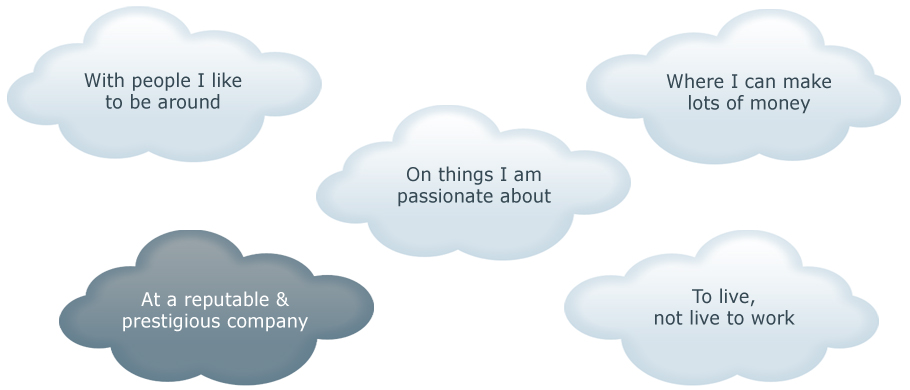 With people I like
to be around
Where I can make
lots of money
On things I am
passionate about
At a reputable &
prestigious company
To live,
not live to work